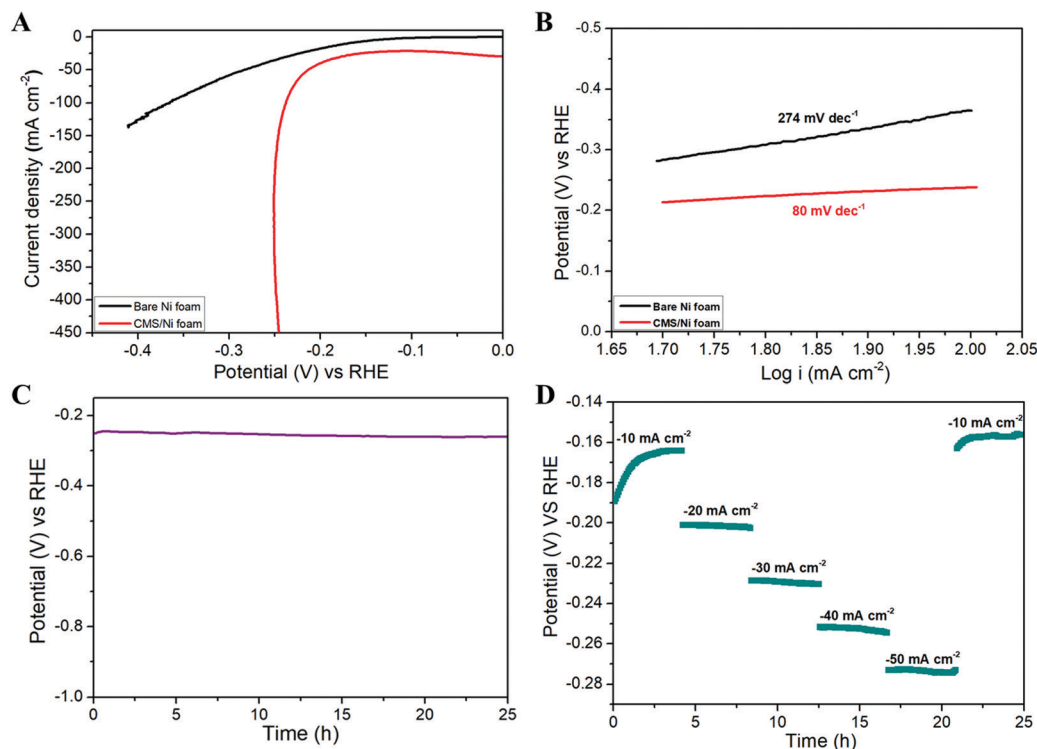 A
Current density (mA cm⁻²)
0
-50
-100
-150
-200
-250
-300
-350
-400
-450
Bare Ni foam
CMS/Ni foam
-0.4
-0.3
-0.2
-0.1
0.0
Potential (V) vs RHE
B
Potential (V) vs RHE
-0.5
-0.4
-0.3
-0.2
-0.1
0.0
274 mV dec⁻¹
80 mV dec⁻¹
Bare Ni foam
CMS/Ni foam
1.65
1.70
1.75
1.80
1.85
1.90
1.95
2.00
2.05
Log i (mA cm⁻²)
C
Potential (V) vs RHE
-0.2
-0.4
-0.6
-0.8
-1.0
0
5
10
15
20
25
Time (h)
D
Potential (V) VS RHE
-0.14
-0.16
-0.18
-0.20
-0.22
-0.24
-0.26
-0.28
-10 mA cm⁻²
-20 mA cm⁻²
-30 mA cm⁻²
-40 mA cm⁻²
-50 mA cm⁻²
-10 mA cm⁻²
0
5
10
15
20
25
Time (h)